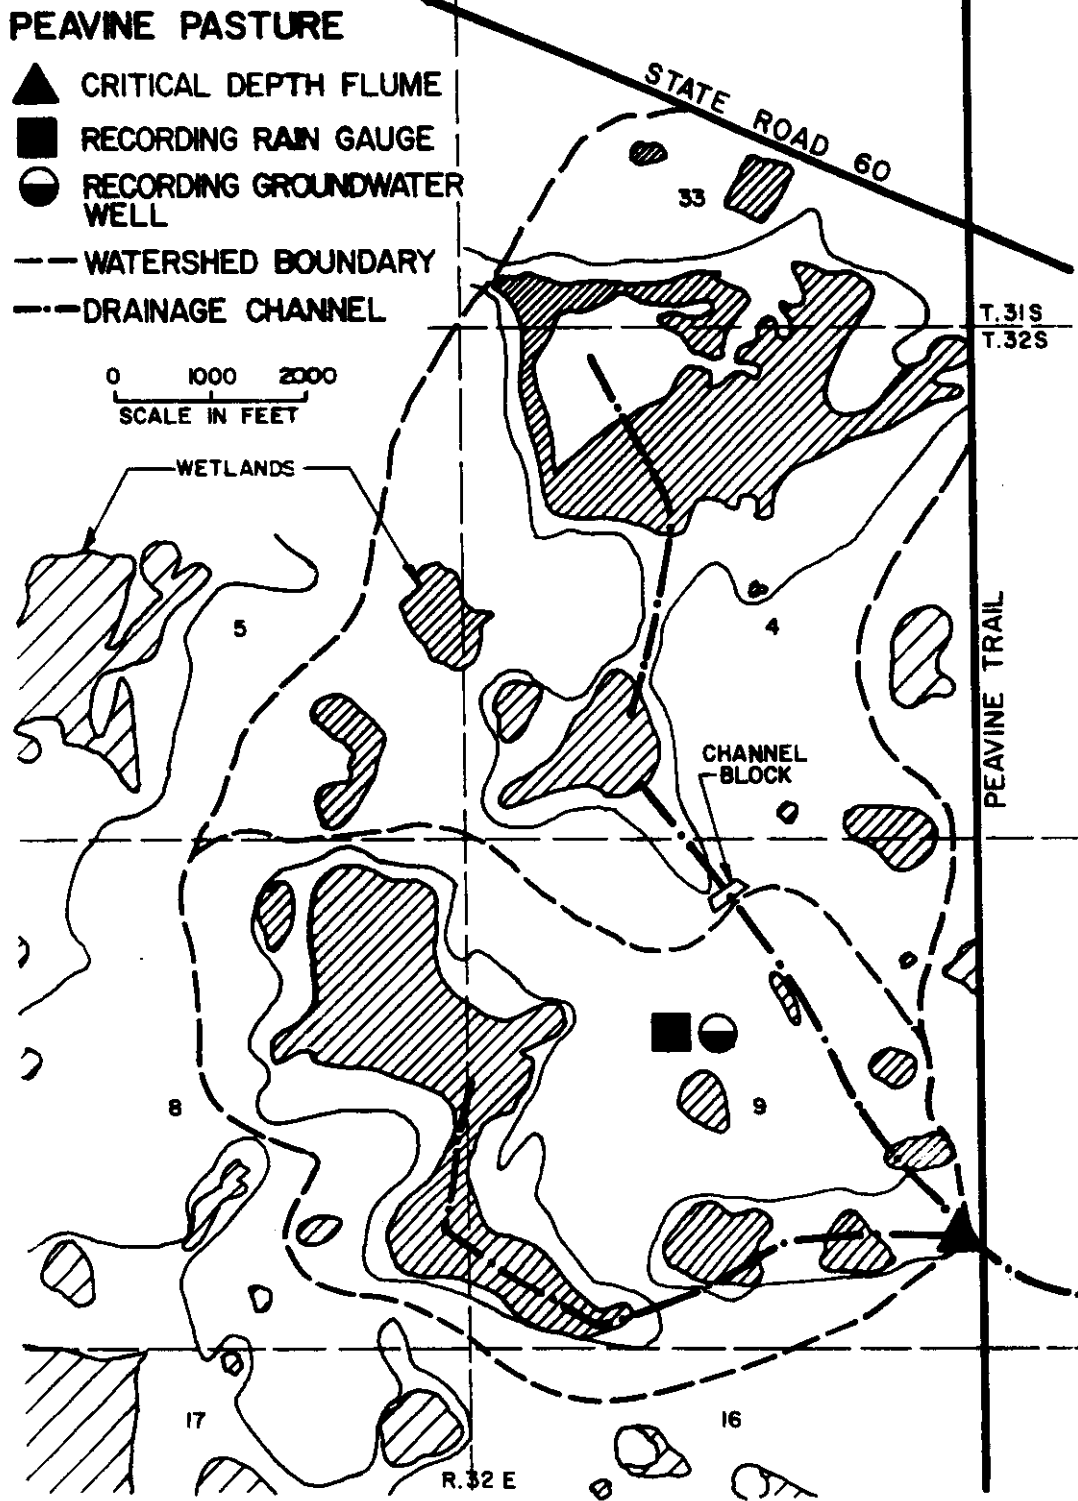 PEAVINE PASTURE
CRITICAL DEPTH FLUME
RECORDING RAIN GAUGE
RECORDING GROUNDWATER
WELL
WATERSHED BOUNDARY
DRAINAGE CHANNEL
0 1000 2000
SCALE IN FEET
STATE ROAD 60
33
T.31S
T.32S
WETLANDS
5
4
PEAVINE TRAIL
CHANNEL
BLOCK
8
9
17
16
R.32 E